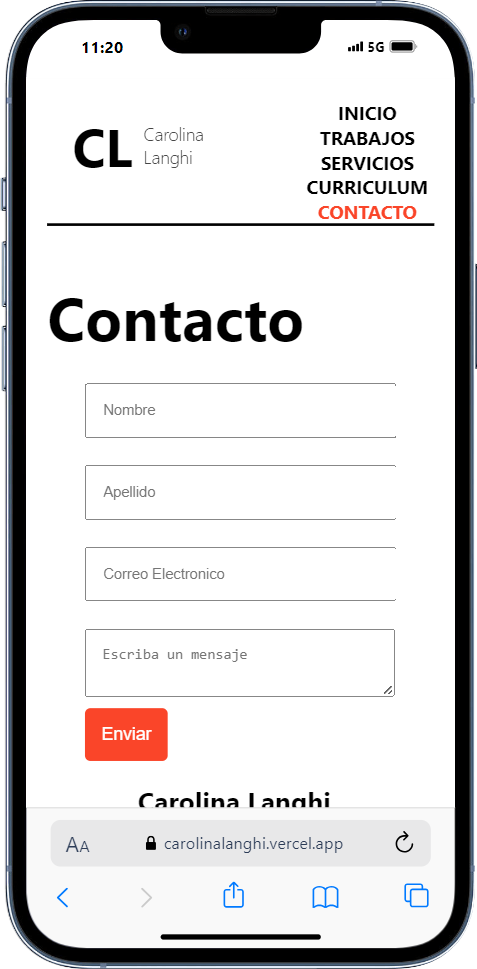 11:20
5G
CL
Carolina
Langhi
INICIO
TRABAJOS
SERVICIOS
CURRICULUM
CONTACTO
Contacto
Nombre
Apellido
Correo Electronico
Escriba un mensaje
Enviar
Carolina Langhi
AA
carolinalanghi.vercel.app